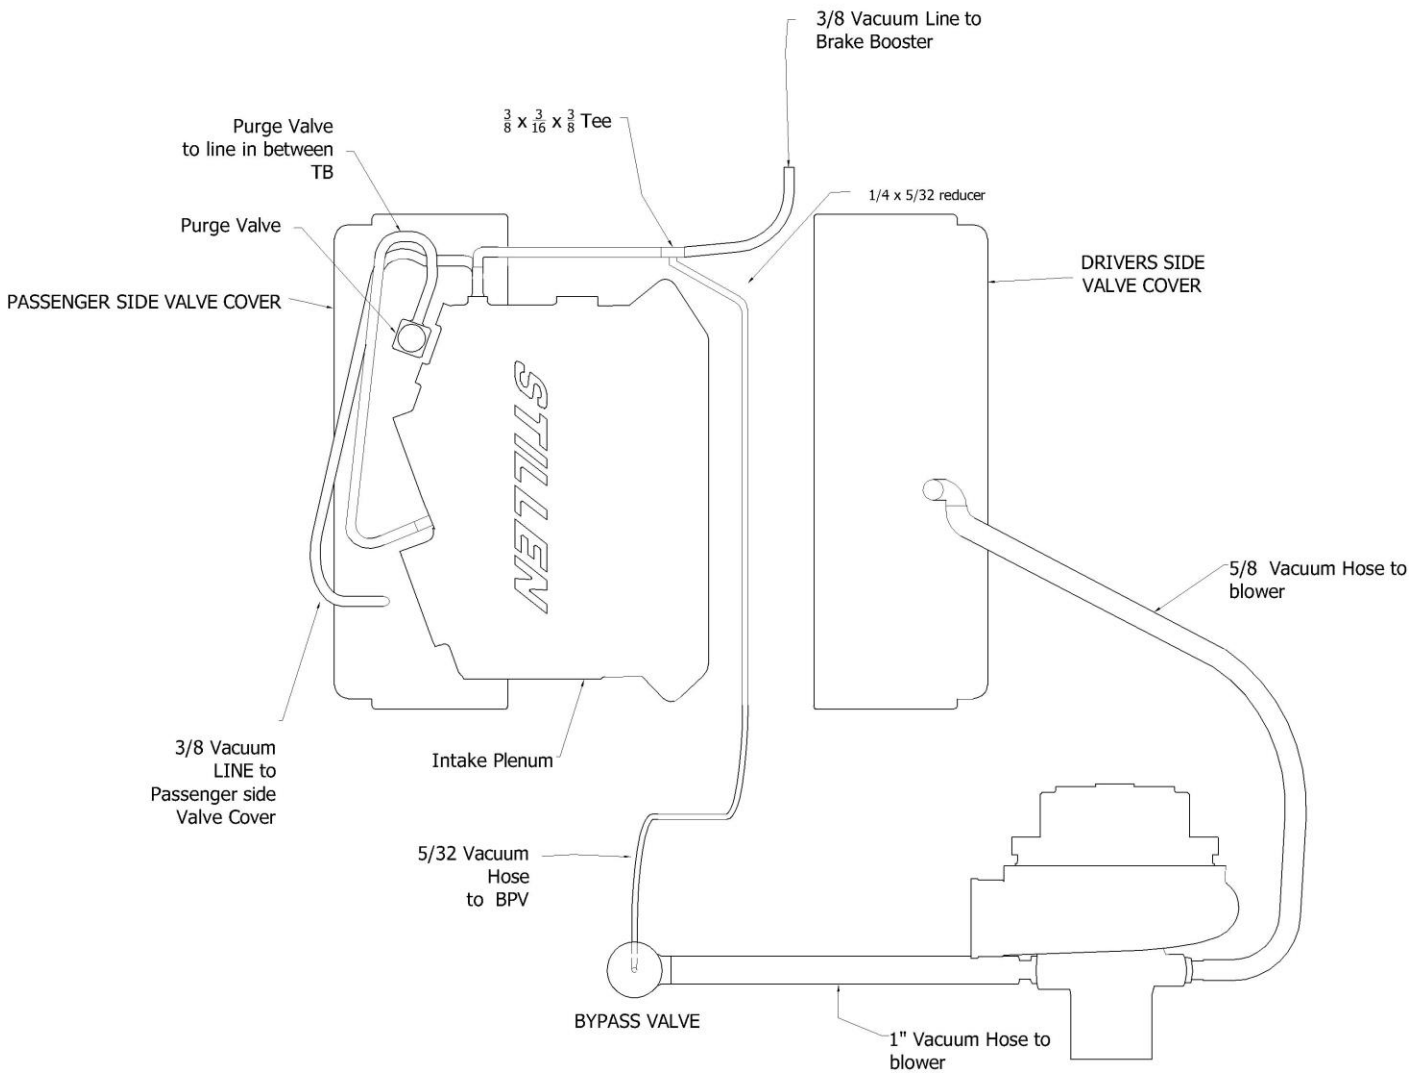 3/8 Vacuum Line to
Brake Booster
Purge Valve
to line in between
TB
3/8 x 3/16 x 3/8 Tee
1/4 x 5/32 reducer
Purge Valve
PASSENGER SIDE VALVE COVER
DRIVERS SIDE
VALVE COVER
STILLEN
5/8 Vacuum Hose to
blower
3/8 Vacuum
LINE to
Passenger side
Valve Cover
Intake Plenum
5/32 Vacuum
Hose
to BPV
BYPASS VALVE
1" Vacuum Hose to
blower